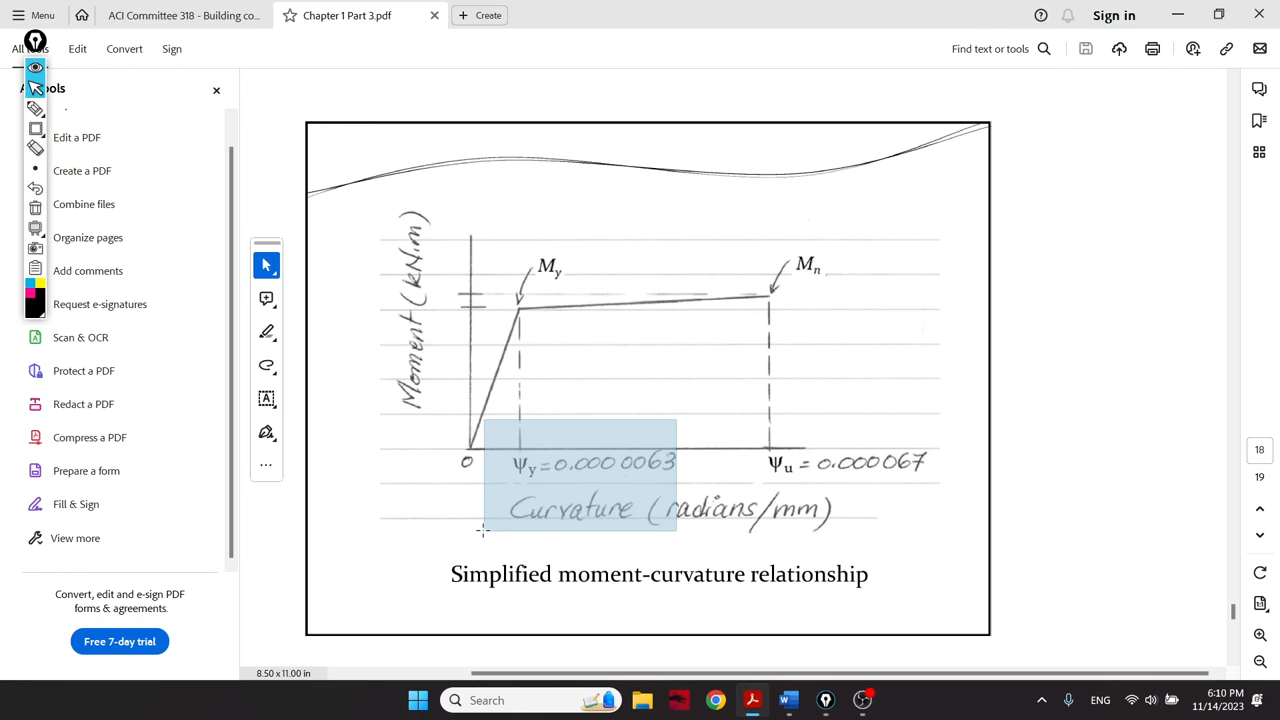 Menu
ACI Committee 318 - Building co...
Chapter 1 Part 3.pdf
Create
Sign in
All tools
Edit
Convert
Sign
Find text or tools
Edit a PDF
Create a PDF
Combine files
Organize pages
Add comments
Request e-signatures
Scan & OCR
Protect a PDF
Redact a PDF
Compress a PDF
Prepare a form
Fill & Sign
View more
Convert, edit and e-sign PDF
forms & agreements.
Free 7-day trial
Moment (kN.m)
My
Mn
0
Ψy = 0.0000063
Ψu = 0.000067
Curvature (radians/mm)
Simplified moment-curvature relationship
18
19
8.50 x 11.00 in
Search
ENG
6:10 PM
11/14/2023